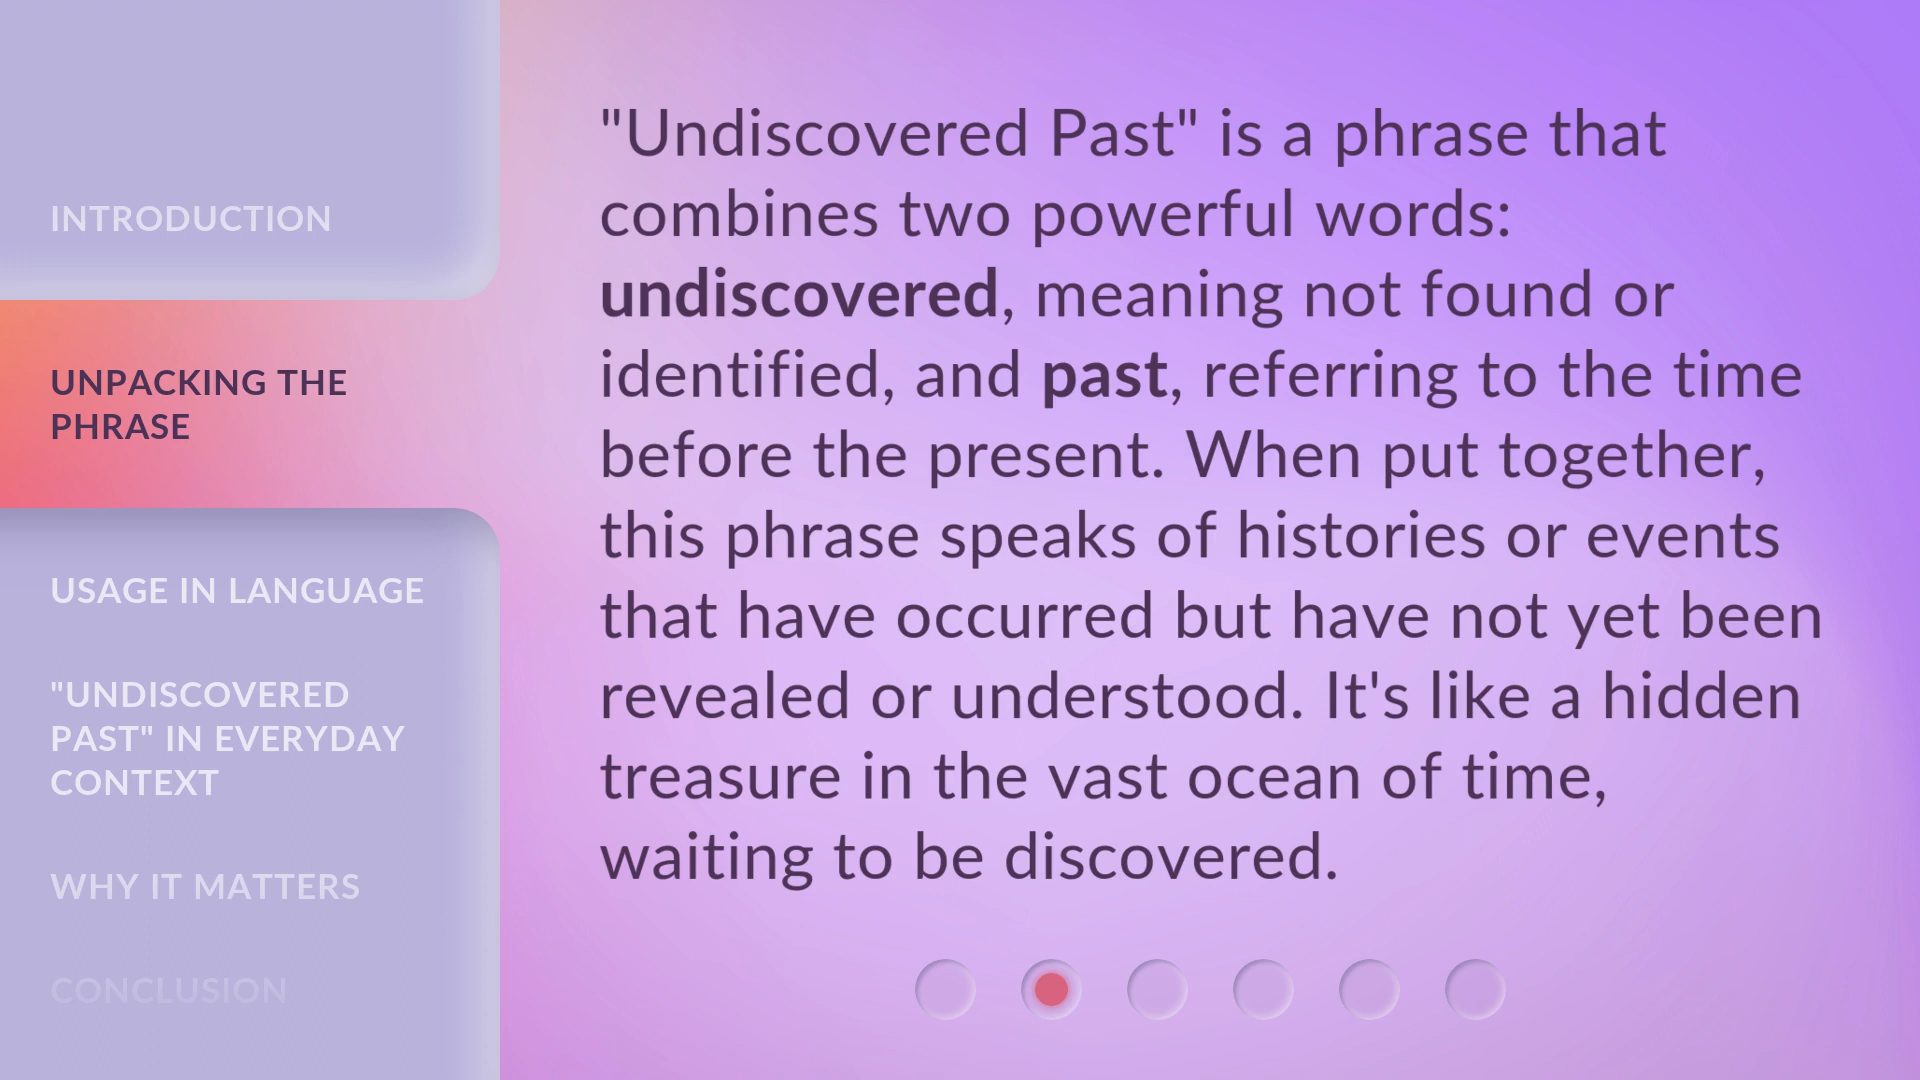 INTRODUCTION
UNPACKING THE
PHRASE
USAGE IN LANGUAGE
"UNDISCOVERED
PAST" IN EVERYDAY
CONTEXT
WHY IT MATTERS
CONCLUSION
"Undiscovered Past" is a phrase that
combines two powerful words:
undiscovered, meaning not found or
identified, and past, referring to the time
before the present. When put together,
this phrase speaks of histories or events
that have occurred but have not yet been
revealed or understood. It's like a hidden
treasure in the vast ocean of time,
waiting to be discovered.